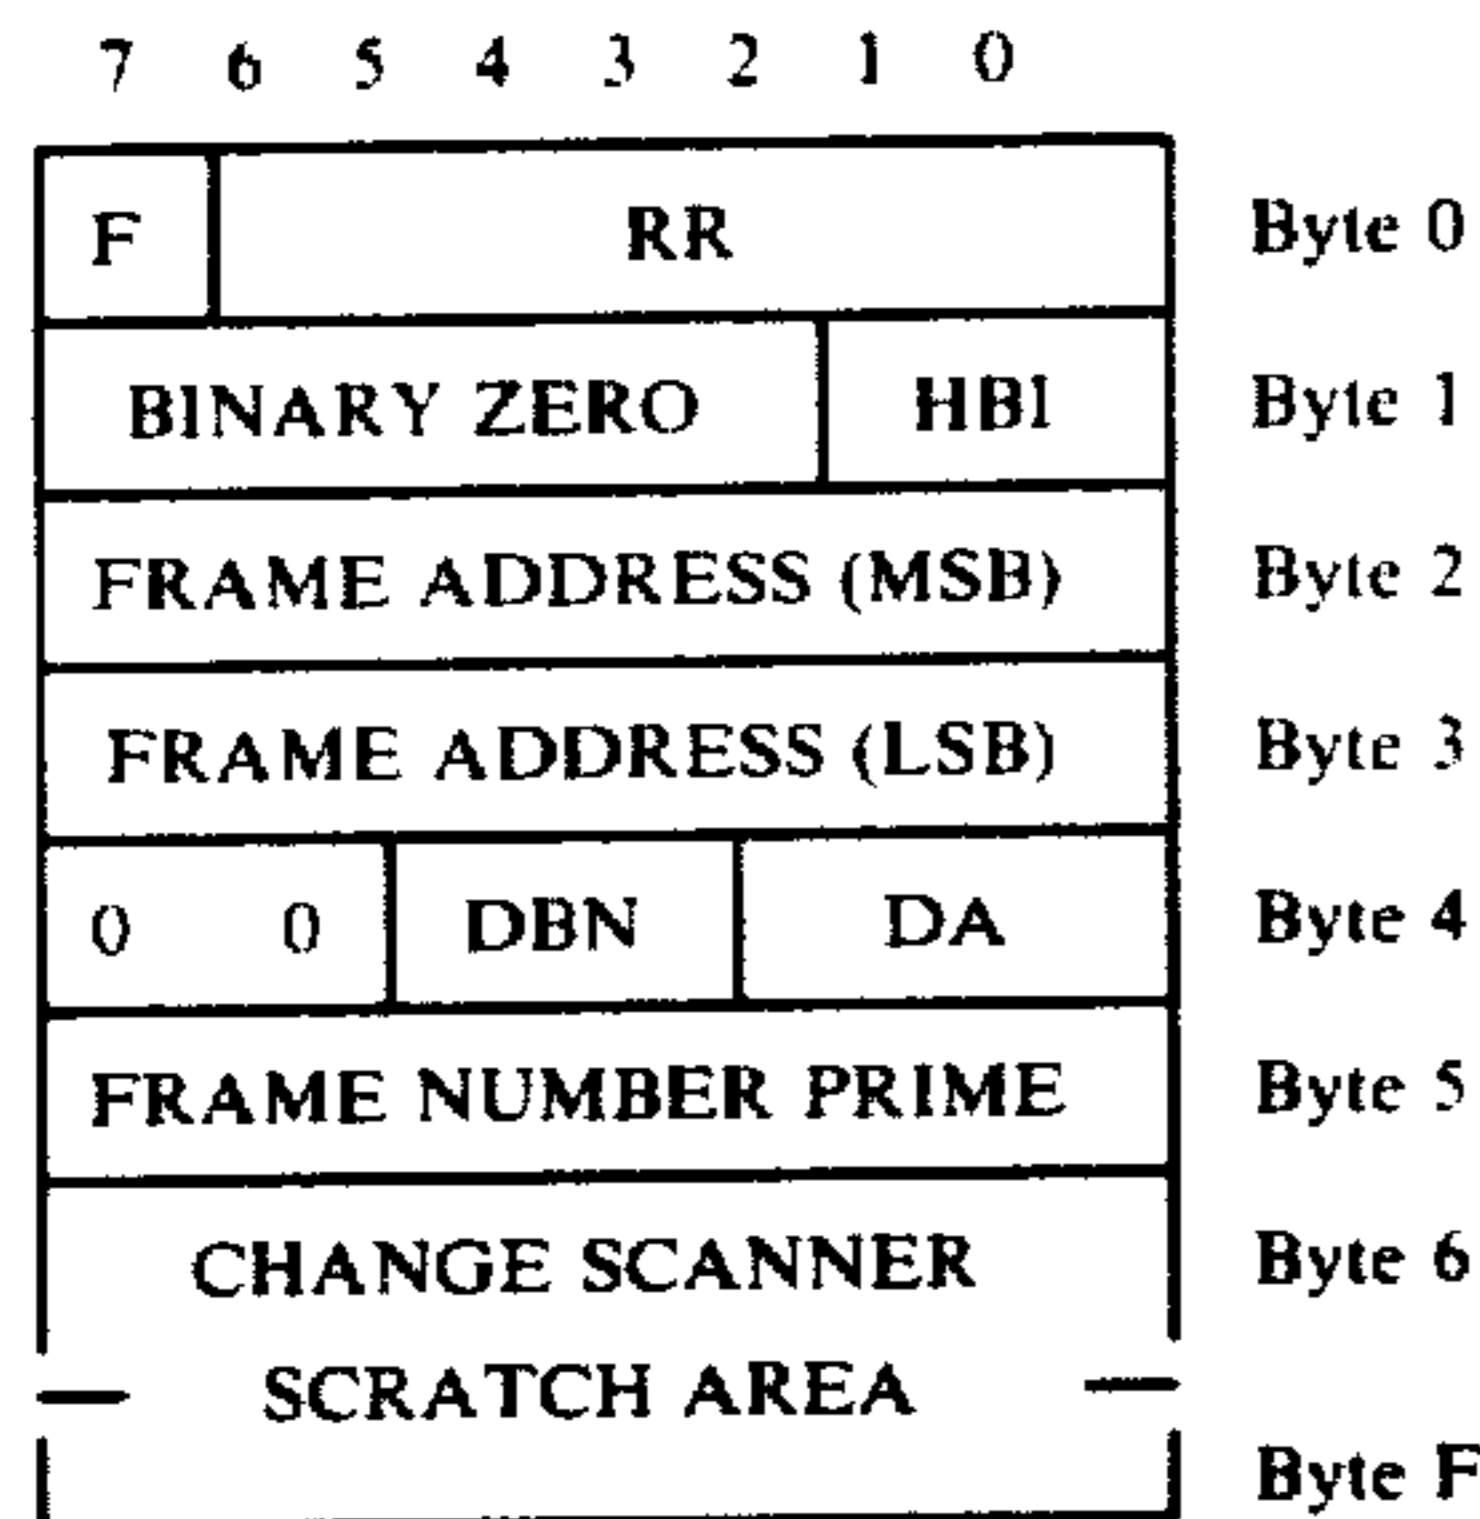 7 6 5 4 3 2 1 0
F RR Byte 0
BINARY ZERO HBI Byte 1
FRAME ADDRESS (MSB) Byte 2
FRAME ADDRESS (LSB) Byte 3
0 0 DBN DA Byte 4
FRAME NUMBER PRIME Byte 5
CHANGE SCANNER Byte 6
SCRATCH AREA
Byte F